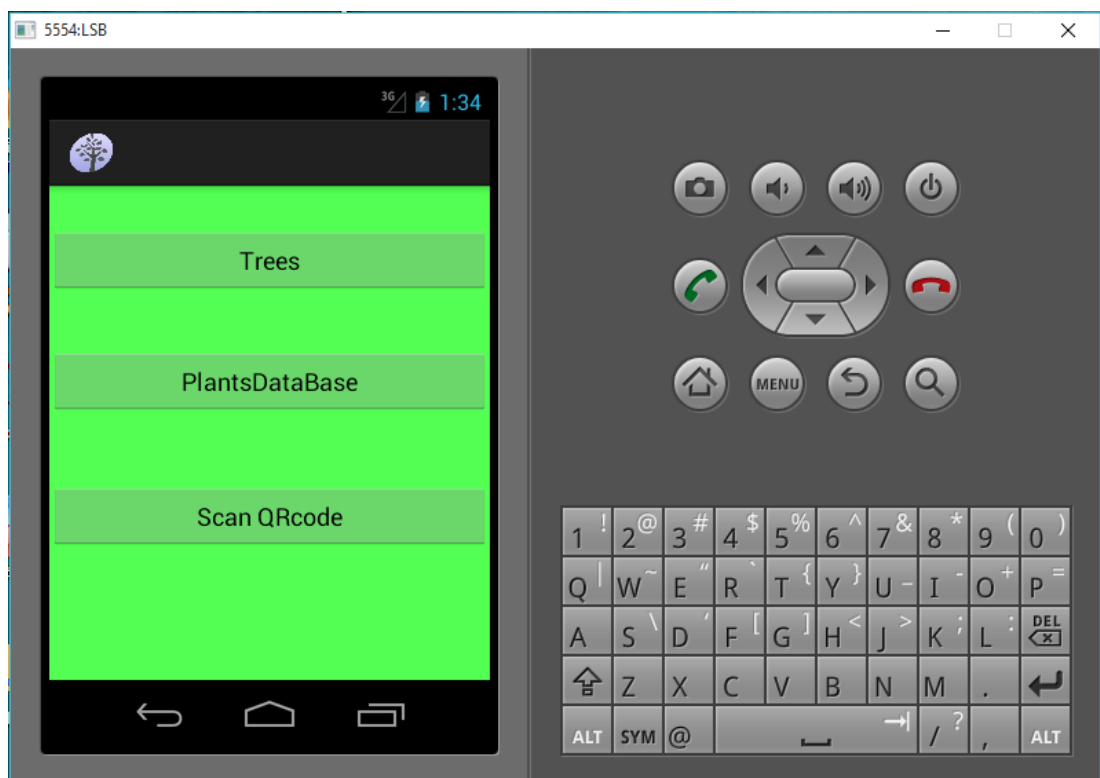 5554:LSB
3G 1:34
Trees
PlantsDataBase
Scan QRcode
MENU
1 ! 2 @ 3 # 4 $ 5 % 6 ^ 7 & 8 * 9 ( 0 )
Q | W ~ E " R ` T { Y } U _ I - O + P =
A S \ D ' F [ G ] H < J > K ; L : DEL
Z X C V B N M .
ALT SYM @ / ? , ALT